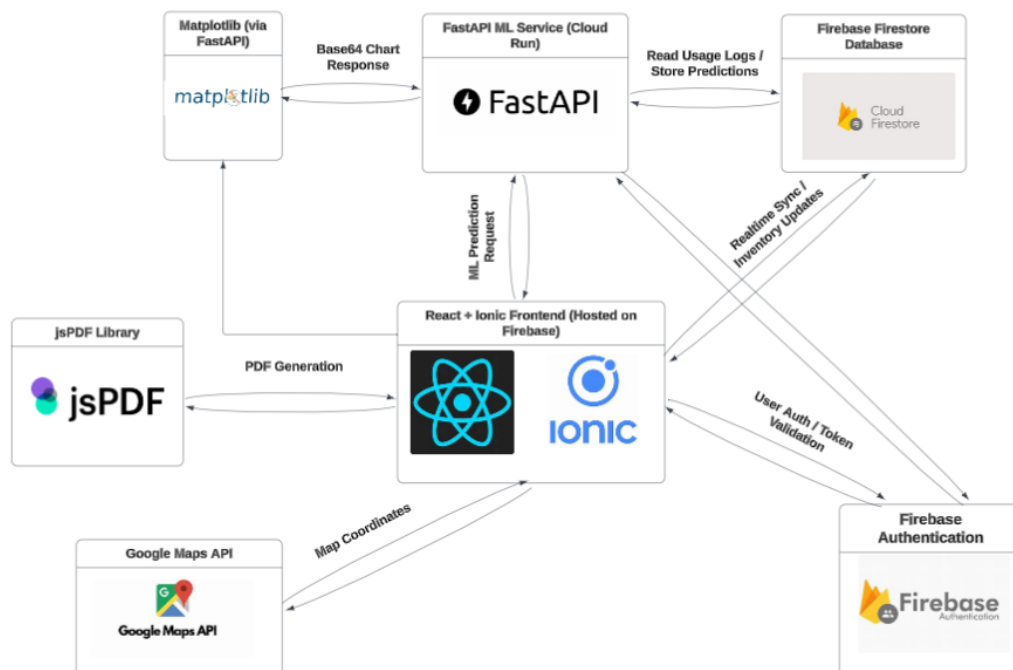 Matplotlib (via
FastAPI)
matplotlib
Base64 Chart
Response
FastAPI ML Service (Cloud
Run)
FastAPI
Read Usage Logs /
Store Predictions
Firebase Firestore
Database
Cloud
Firestore
ML Prediction
Request
Realtime Sync /
Inventory Updates
jsPDF Library
jsPDF
PDF Generation
React + Ionic Frontend (Hosted on
Firebase)
IONIC
User Auth / Token
Validation
Map Coordinates
Google Maps API
G
Google Maps API
Firebase
Authentication
Firebase
Authentication